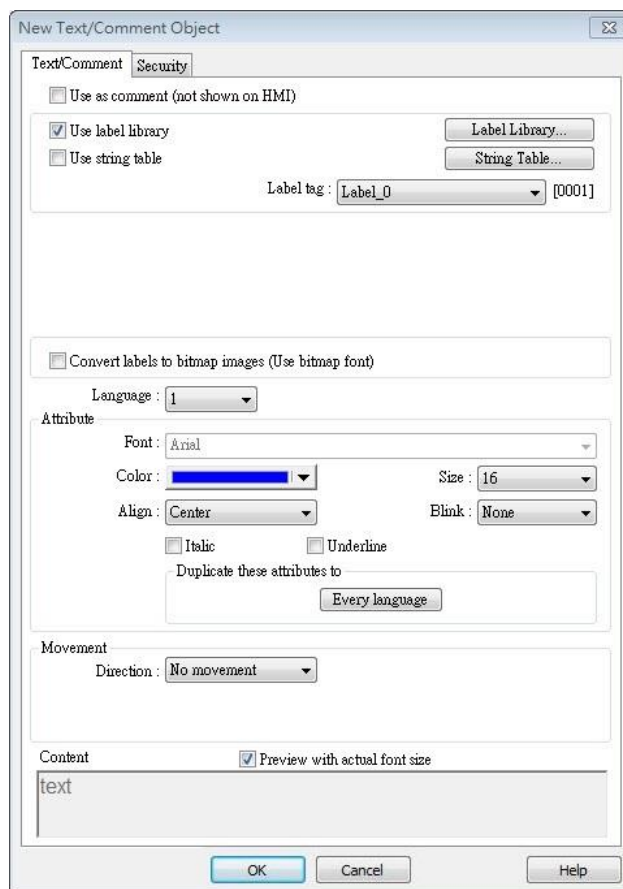 New Text/Comment Object
Text/Comment Security
Use as comment (not shown on HMI)
Use label library Label Library...
Use string table String Table...
Label tag : Label_0 [0001]
Convert labels to bitmap images (Use bitmap font)
Language : 1
Attribute
Font : Arial
Color : Size : 16
Align : Center Blink : None
Italic Underline
Duplicate these attributes to
Every language
Movement
Direction : No movement
Content Preview with actual font size
text
OK Cancel Help